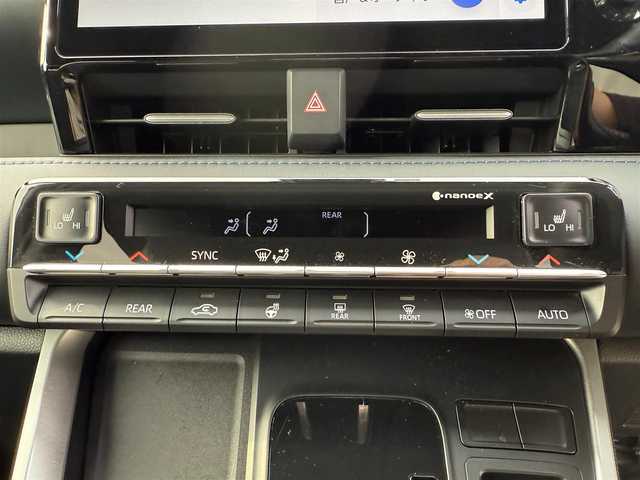 nanoeX
LO HI
REAR
LO HI
SYNC
A/C REAR REAR FRONT OFF AUTO